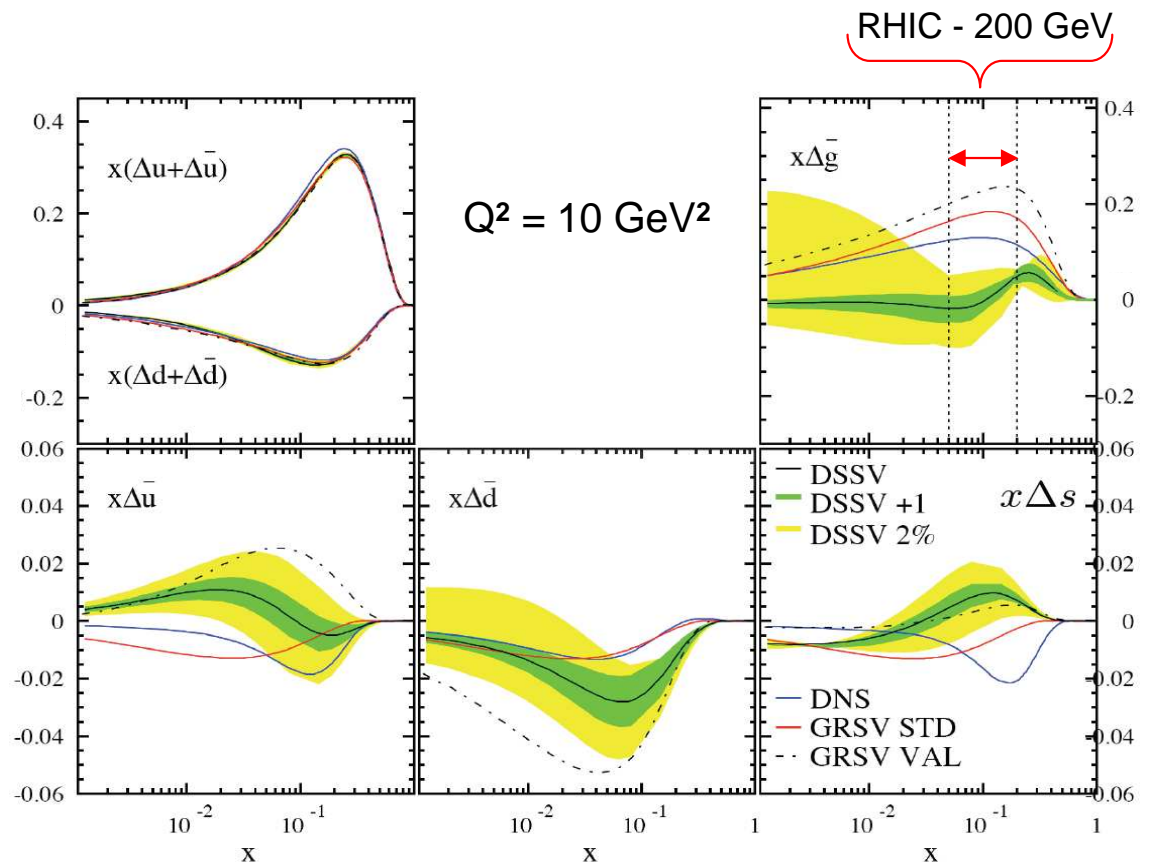 RHIC - 200 GeV
0.4
0.2
0
-0.2
x(Δu+Δū)
x(Δd+Δd̄)
Q² = 10 GeV²
xΔḡ
0.4
0.2
0
-0.2
0.06
0.04
0.02
0
-0.02
-0.04
-0.06
xΔū
xΔd̄
DSSV
DSSV +1
DSSV 2%
xΔs
DNS
GRSV STD
GRSV VAL
0.06
0.04
0.02
0
-0.02
-0.04
-0.06
10⁻² 10⁻¹ 10⁻² 10⁻¹ 10⁻² 10⁻¹ 1
x x x